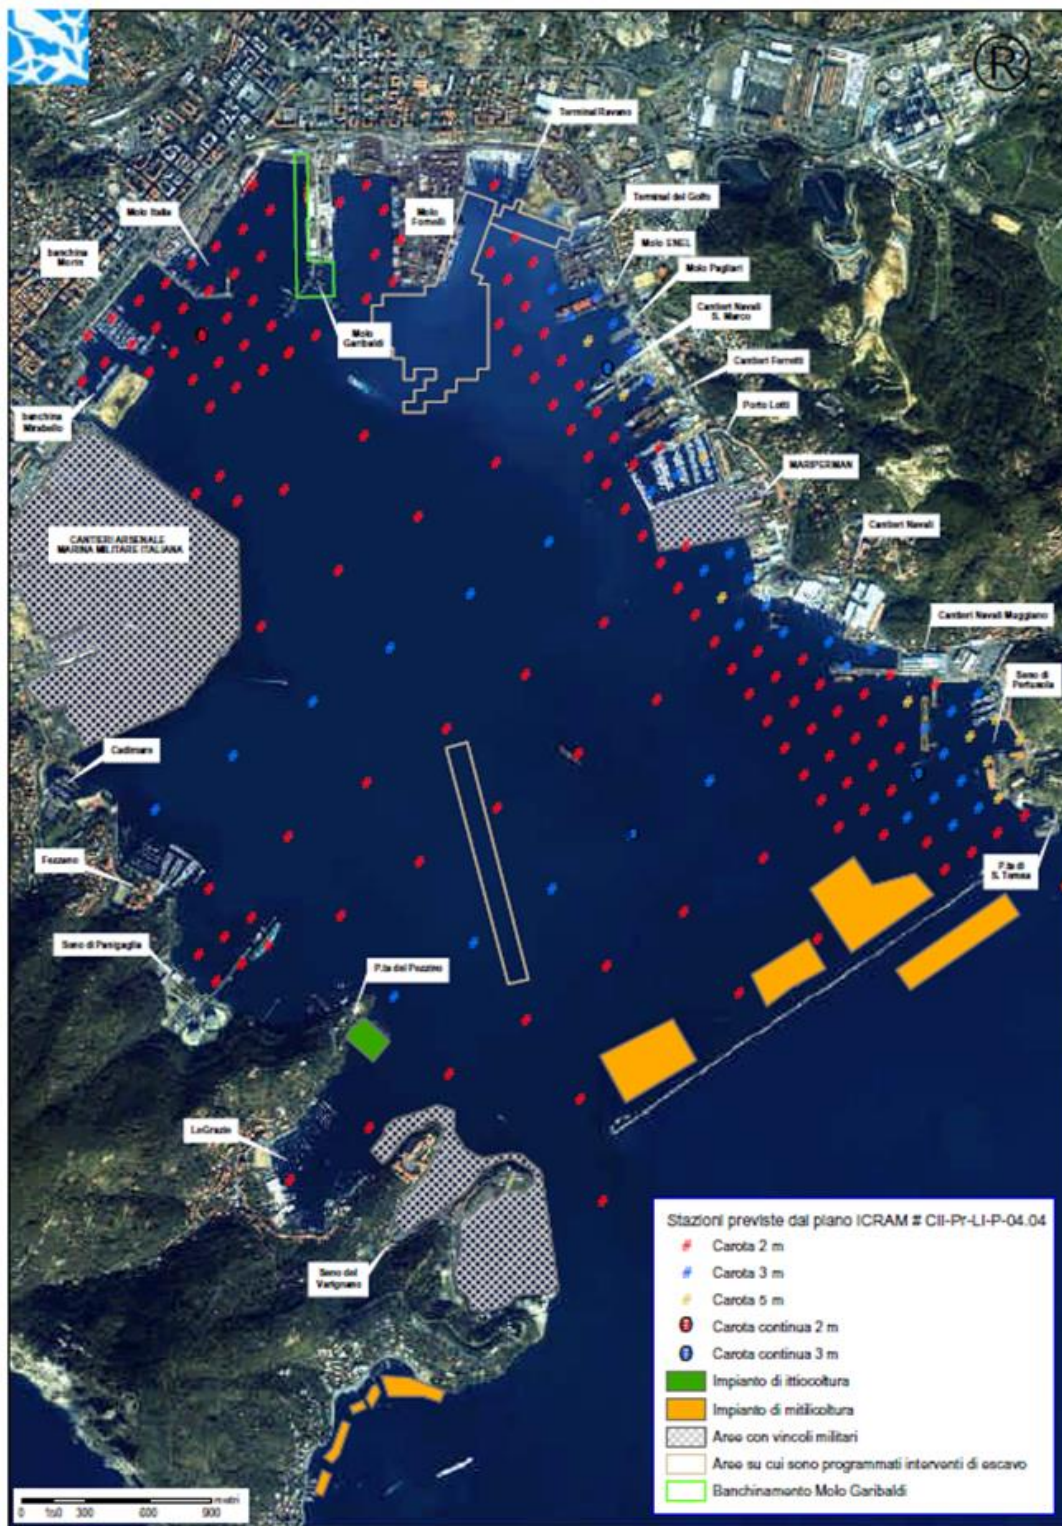 R
Terminal Ravano
Molo Italia
Molo
Fornelli
Terminal del Golfo
Molo ENEL
banchina
Morin
Molo Pagliari
Cantieri Navali
S. Marco
Molo
Garibaldi
Cantieri Ferretti
banchina
Mirabello
Porto Lotti
MARIPERMAN
CANTIERI ARSENALE
MARINA MILITARE ITALIANA
Cantieri Navali
Cantieri Navali Muggiano
Seno di
Pertusola
Cadimare
Fezzano
P.ta di
S. Teresa
Seno di Panigaglia
P.ta del Pezzino
LeGrazie
Seno del
Varignano
Stazioni previste dal piano ICRAM # CII-Pr-LI-P-04.04
# Carota 2 m
# Carota 3 m
# Carota 5 m
Carota continua 2 m
Carota continua 3 m
Impianto di ittiocoltura
Impianto di mitilicoltura
Aree con vincoli militari
Aree su cui sono programmati interventi di escavo
Banchinamento Molo Garibaldi
metri
0 150 300 600 900